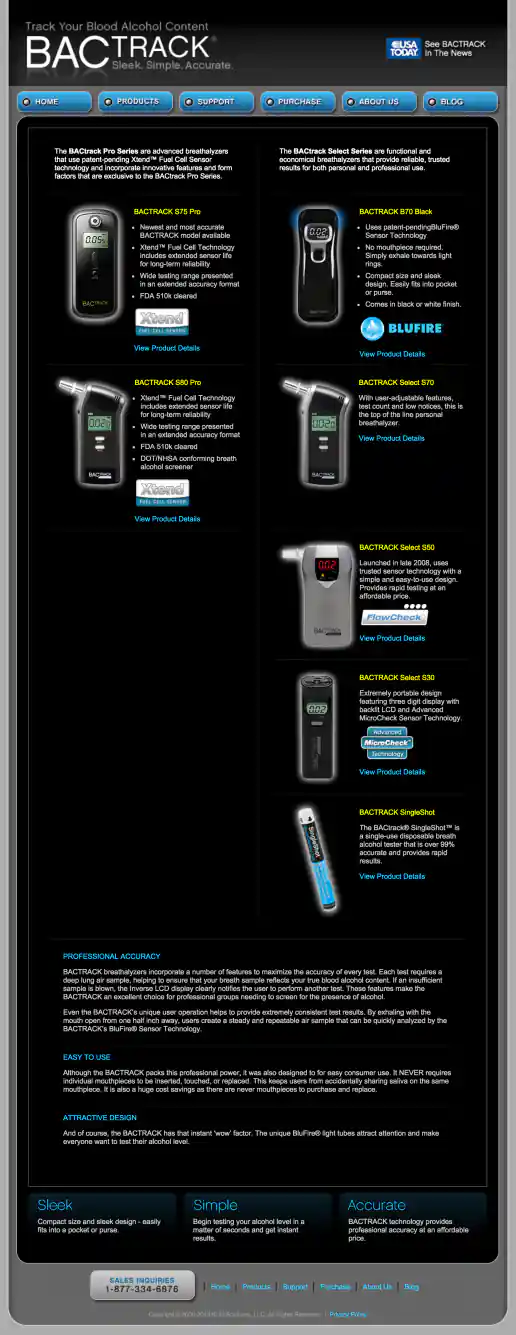 Track Your Blood Alcohol Content
BACTRACK®
Sleek. Simple. Accurate.
USA TODAY
See BACTRACK
In The News
HOME
PRODUCTS
SUPPORT
PURCHASE
ABOUT US
BLOG
The BACtrack Pro Series are advanced breathalyzers
that use patent-pending Xtend™ Fuel Cell Sensor
technology and incorporate innovative features and form
factors that are exclusive to the BACtrack Pro Series.
The BACtrack Select Series are functional and
economical breathalyzers that provide reliable, trusted
results for both personal and professional use.
BACTRACK S75 Pro
• Newest and most accurate
BACTRACK model available
• Xtend™ Fuel Cell Technology
includes extended sensor life
for long-term reliability
• Wide testing range presented
in an extended accuracy format
• FDA 510k cleared
Xtend
FUEL CELL SENSOR
View Product Details
BACTRACK B70 Black
• Uses patent-pendingBluFire®
Sensor Technology.
• No mouthpiece required.
Simply exhale towards light
rings.
• Compact size and sleek
design. Easily fits into pocket
or purse.
• Comes in black or white finish.
BLUFIRE
View Product Details
BACTRACK S80 Pro
• Xtend™ Fuel Cell Technology
includes extended sensor life
for long-term reliability
• Wide testing range presented
in an extended accuracy format
• FDA 510k cleared
• DOT/NHSA conforming breath
alcohol screener
Xtend
FUEL CELL SENSOR
View Product Details
BACTRACK Select S70
With user-adjustable features,
test count and low notices, this is
the top of the line personal
breathalyzer.
View Product Details
BACTRACK Select S50
Launched in late 2008, uses
trusted sensor technology with a
simple and easy-to-use design.
Provides rapid testing at an
affordable price.
FlowCheck
View Product Details
BACTRACK Select S30
Extremely portable design
featuring three digit display with
backlit LCD and Advanced
MicroCheck Sensor Technology.
Advanced
MicroCheck™
Technology
View Product Details
BACTRACK SingleShot
The BACtrack® SingleShot™ is
a single-use disposable breath
alcohol tester that is over 99%
accurate and provides rapid
results.
View Product Details
PROFESSIONAL ACCURACY
BACTRACK breathalyzers incorporate a number of features to maximize the accuracy of every test. Each test requires a
deep lung air sample, helping to ensure that your breath sample reflects your true blood alcohol content. If an insufficient
sample is blown, the Inverse LCD display clearly notifies the user to perform another test. These features make the
BACTRACK an excellent choice for professional groups needing to screen for the presence of alcohol.
Even the BACTRACK's unique user operation helps to provide extremely consistent test results. By exhaling with the
mouth open from one half inch away, users create a steady and repeatable air sample that can be quickly analyzed by the
BACTRACK's BluFire® Sensor Technology.
EASY TO USE
Although the BACTRACK packs this professional power, it was also designed to for easy consumer use. It NEVER requires
individual mouthpieces to be inserted, touched, or replaced. This keeps users from accidentally sharing saliva on the same
mouthpiece. It is also a huge cost savings as there are never mouthpieces to purchase and replace.
ATTRACTIVE DESIGN
And of course, the BACTRACK has that instant 'wow' factor. The unique BluFire® light tubes attract attention and make
everyone want to test their alcohol level.
Sleek
Compact size and sleek design - easily
fits into a pocket or purse.
Simple
Begin testing your alcohol level in a
matter of seconds and get instant
results.
Accurate
BACTRACK technology provides
professional accuracy at an affordable
price.
SALES INQUIRIES
1-877-334-6876
Home | Products | Support | Purchase | About Us | Blog
Privacy Policy